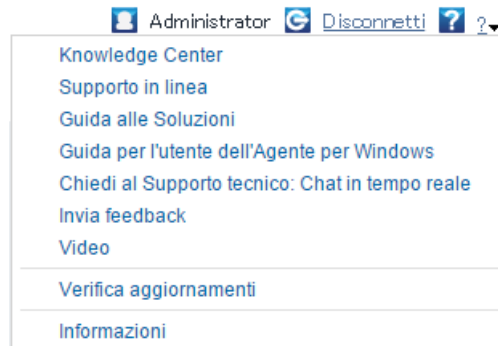 Administrator Disconnetti ?
Knowledge Center
Supporto in linea
Guida alle Soluzioni
Guida per l'utente dell'Agente per Windows
Chiedi al Supporto tecnico: Chat in tempo reale
Invia feedback
Video
Verifica aggiornamenti
Informazioni